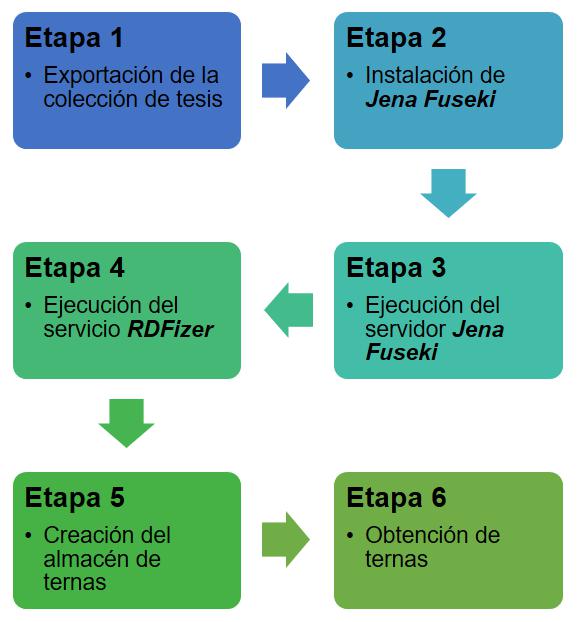 Etapa 1
• Exportación de la
colección de tesis
Etapa 2
• Instalación de
Jena Fuseki
Etapa 3
• Ejecución del
servidor Jena
Fuseki
Etapa 4
• Ejecución del
servicio RDFizer
Etapa 5
• Creación del
almacén de
ternas
Etapa 6
• Obtención de
ternas